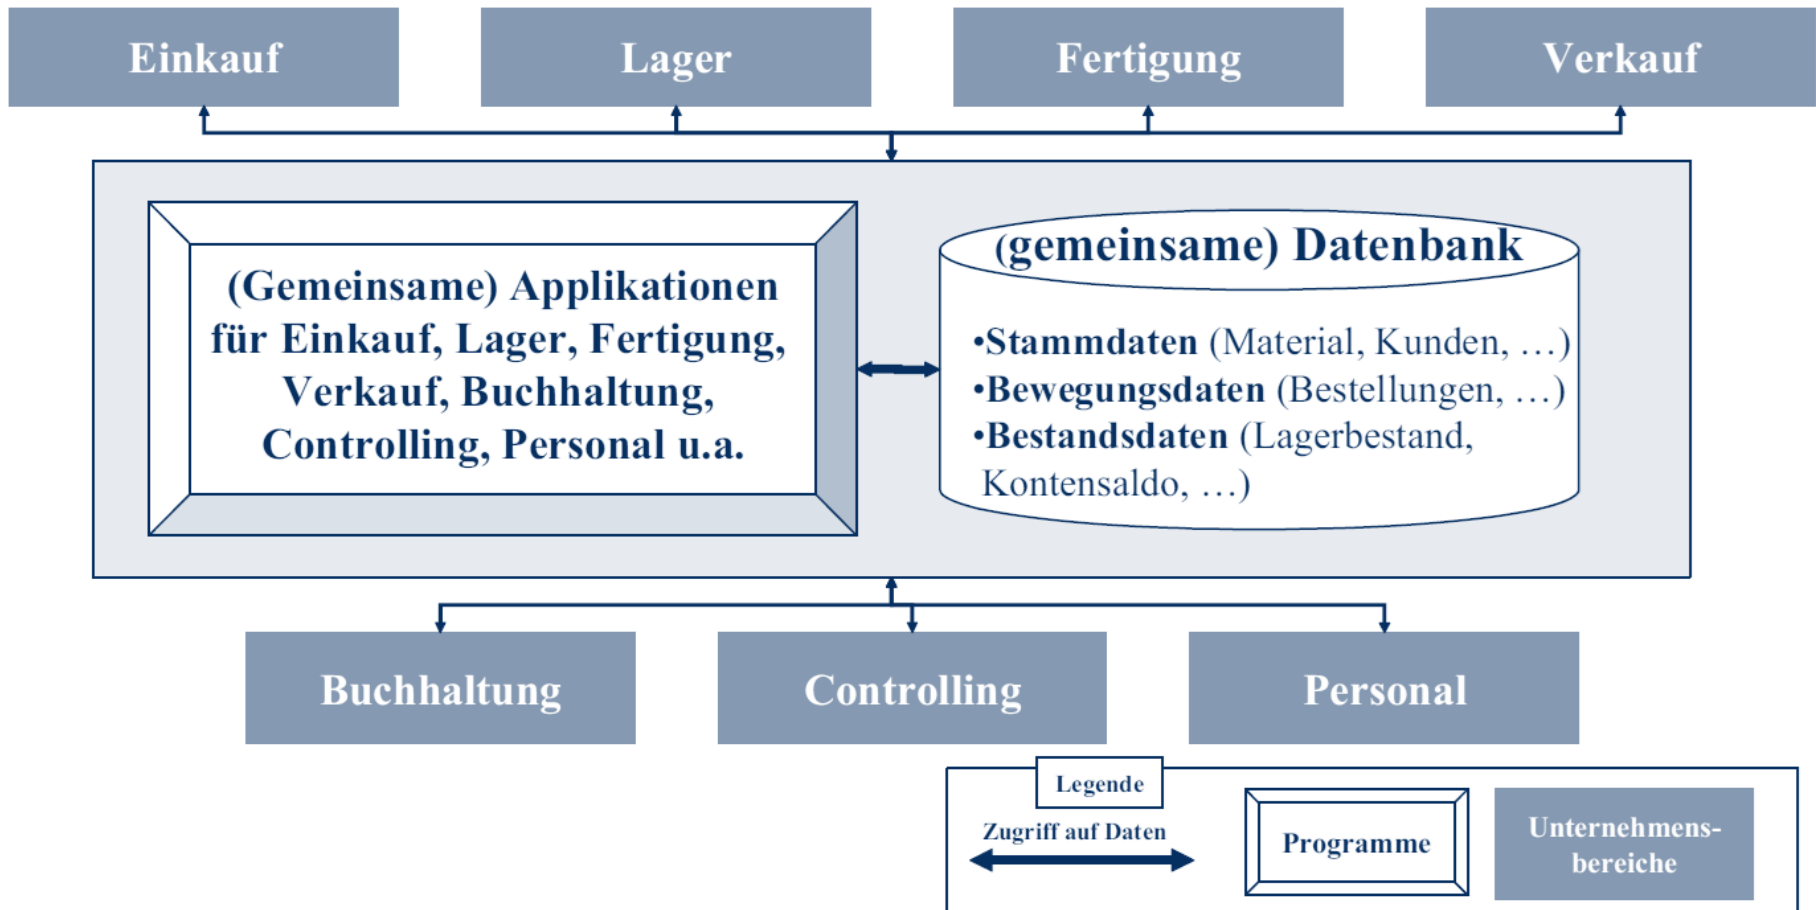 Einkauf
Lager
Fertigung
Verkauf
(Gemeinsame) Applikationen
für Einkauf, Lager, Fertigung,
Verkauf, Buchhaltung,
Controlling, Personal u.a.
(gemeinsame) Datenbank
•Stammdaten (Material, Kunden, …)
•Bewegungsdaten (Bestellungen, …)
•Bestandsdaten (Lagerbestand,
Kontensaldo, …)
Buchhaltung
Controlling
Personal
Legende
Zugriff auf Daten
Programme
Unternehmens-
bereiche